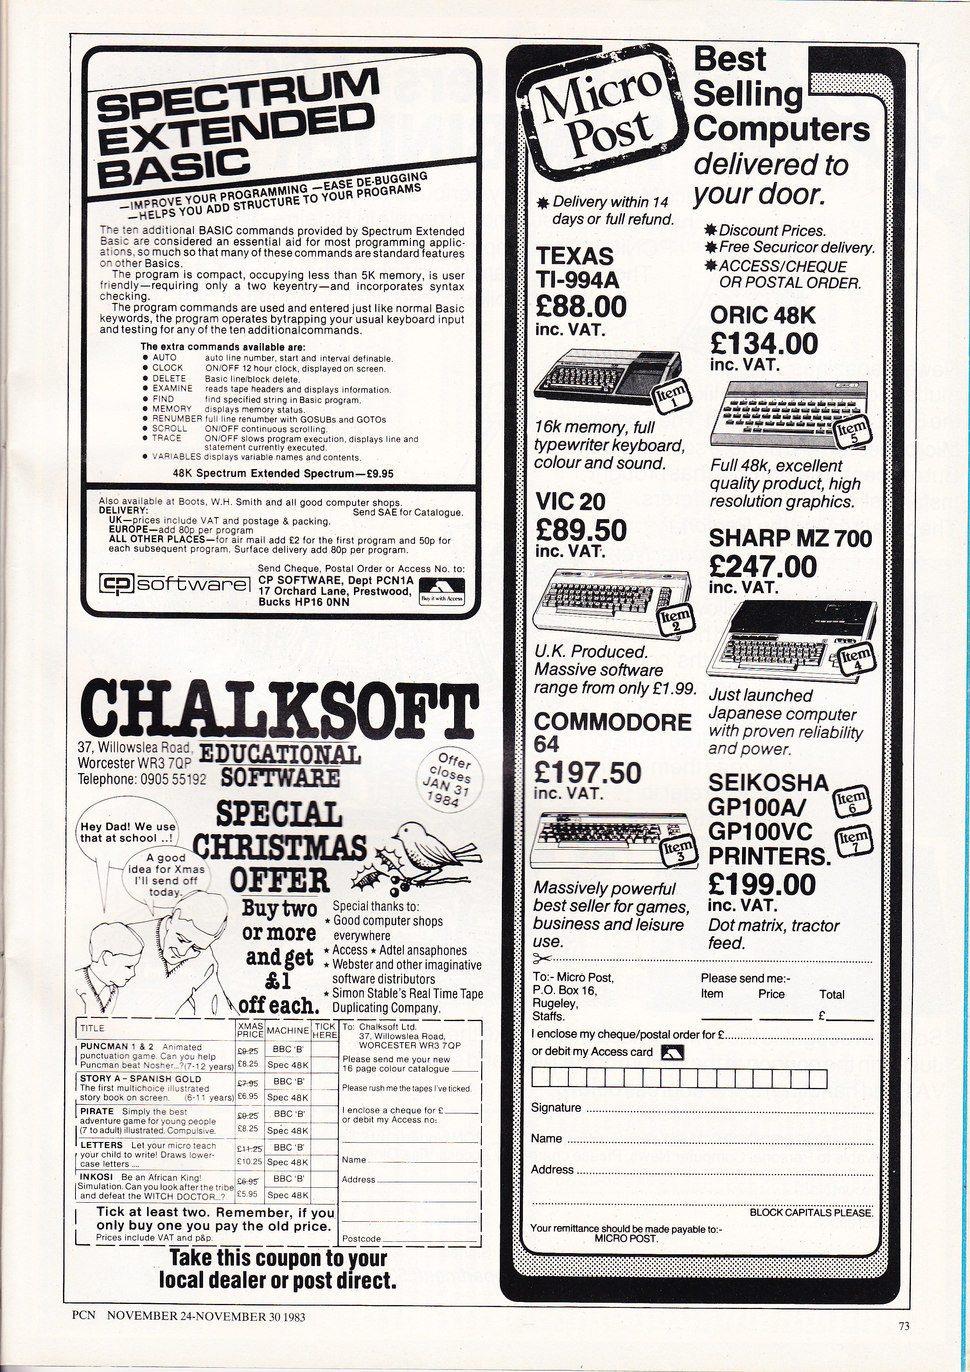 SPECTRUM
EXTENDED
BASIC
—IMPROVE YOUR PROGRAMMING —EASE DE-BUGGING
—HELPS YOU ADD STRUCTURE TO YOUR PROGRAMS
The ten additional BASIC commands provided by Spectrum Extended
Basic are considered an essential aid for most programming applic-
ations, so much so that many of these commands are standard features
on other Basics.
The program is compact, occupying less than 5K memory, is user
friendly—requiring only a two keyentry—and incorporates syntax
checking.
The program commands are used and entered just like normal Basic
keywords, the program operates bytrapping your usual keyboard input
and testing for any of the ten additionalcommands.
The extra commands available are:
● AUTO auto line number, start and interval definable.
● CLOCK ON/OFF 12 hour clock, displayed on screen.
● DELETE Basic line/block delete.
● EXAMINE reads tape headers and displays information.
● FIND find specified string in Basic program.
● MEMORY displays memory status.
● RENUMBER full line renumber with GOSUBs and GOTOs
● SCROLL ON/OFF continuous scrolling.
● TRACE ON/OFF slows program execution, displays line and
statement currently executed.
● VARIABLES displays variable names and contents.
48K Spectrum Extended Spectrum—£9.95
Also available at Boots, W.H. Smith and all good computer shops.
DELIVERY: Send SAE for Catalogue.
UK—prices include VAT and postage & packing.
EUROPE—add 80p per program
ALL OTHER PLACES—for air mail add £2 for the first program and 50p for
each subsequent program. Surface delivery add 80p per program.
Send Cheque, Postal Order or Access No. to:
CP SOFTWARE, Dept PCN1A
17 Orchard Lane, Prestwood,
Bucks HP16 0NN
cp software
Buy it with Access
CHALKSOFT
37, Willowslea Road,
Worcester WR3 7QP
Telephone: 0905 55192
EDUCATIONAL
SOFTWARE
Offer
closes
JAN 31
1984
SPECIAL
CHRISTMAS
OFFER
Hey Dad! We use
that at school ..!
A good
idea for Xmas
I'll send off
today.
Buy two
or more
and get
£1
off each.
Special thanks to:
★ Good computer shops
everywhere
★ Access ★ Adtel ansaphones
★ Webster and other imaginative
software distributors
★ Simon Stable's Real Time Tape
Duplicating Company.
TITLE XMAS PRICE MACHINE TICK HERE
PUNCMAN 1 & 2 Animated
punctuation game. Can you help
Puncman beat Nosher...?(7-12 years)
£9.25 BBC 'B'
£8.25 Spec 48K
STORY A – SPANISH GOLD
The first multichoice illustrated
story book on screen. (6-11 years)
£7.95 BBC 'B'
£6.95 Spec 48K
PIRATE Simply the best
adventure game for young people
(7 to adult) illustrated. Compulsive.
£9.25 BBC 'B'
£8.25 Spec 48K
LETTERS Let your micro teach
your child to write! Draws lower-
case letters ....
£11.25 BBC 'B'
£10.25 Spec 48K
INKOSI Be an African King!
Simulation. Can you look after the tribe
and defeat the WITCH DOCTOR...?
£6.95 BBC 'B'
£5.95 Spec 48K
Tick at least two. Remember, if you
only buy one you pay the old price.
Prices include VAT and p&p.
To: Chalksoft Ltd.
37, Willowslea Road,
WORCESTER WR3 7QP
Please send me your new
16 page colour catalogue
Please rush me the tapes I've ticked.
I enclose a cheque for £
or debit my Access no:
Name
Address
Postcode
Take this coupon to your
local dealer or post direct.
Micro
Post
Best
Selling
Computers
delivered to
your door.
✱ Delivery within 14
days or full refund.
✱ Discount Prices.
✱ Free Securicor delivery.
✱ ACCESS/CHEQUE
OR POSTAL ORDER.
TEXAS
TI-994A
£88.00
inc. VAT.
Item
1
16k memory, full
typewriter keyboard,
colour and sound.
VIC 20
£89.50
inc. VAT.
Item
2
U.K. Produced.
Massive software
range from only £1.99.
COMMODORE
64
£197.50
inc. VAT.
Item
3
Massively powerful
best seller for games,
business and leisure
use.
ORIC 48K
£134.00
inc. VAT.
Item
5
Full 48k, excellent
quality product, high
resolution graphics.
SHARP MZ 700
£247.00
inc. VAT.
Item
4
Just launched
Japanese computer
with proven reliability
and power.
SEIKOSHA
GP100A/
GP100VC
PRINTERS.
Item
6
Item
7
£199.00
inc. VAT.
Dot matrix, tractor
feed.
To:- Micro Post,
P.O. Box 16,
Rugeley,
Staffs.
Please send me:-
Item Price Total
£
I enclose my cheque/postal order for £
or debit my Access card
Signature
Name
Address
BLOCK CAPITALS PLEASE.
Your remittance should be made payable to:-
MICRO POST.
PCN NOVEMBER 24-NOVEMBER 30 1983
73